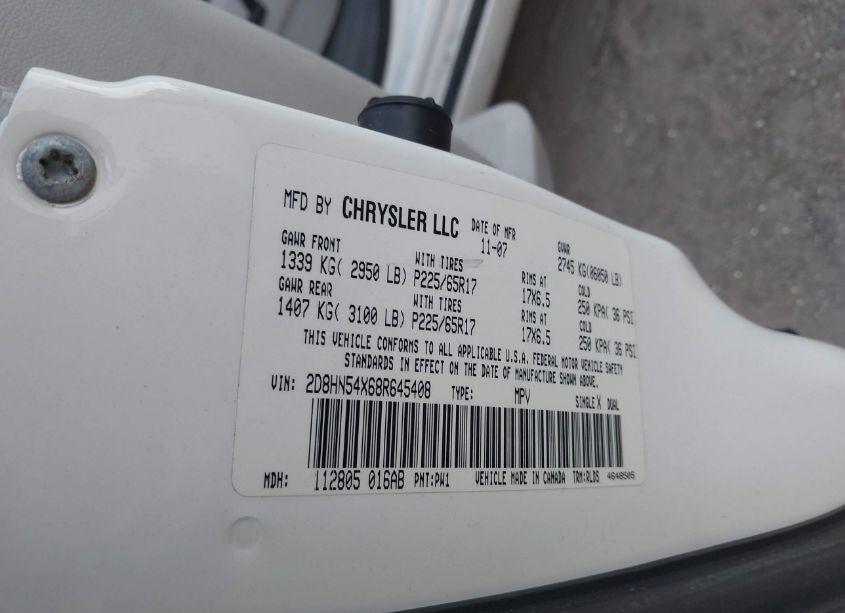 MFD BY CHRYSLER LLC DATE OF MFR 11-07 GVWR 2745 KG(06050 LB)
GAWR FRONT WITH TIRES RIMS AT COLD
1339 KG( 2950 LB) P225/65R17 17X6.5 250 KPA( 36 PSI)
GAWR REAR WITH TIRES RIMS AT COLD
1407 KG( 3100 LB) P225/65R17 17X6.5 250 KPA( 36 PSI)
THIS VEHICLE CONFORMS TO ALL APPLICABLE U.S.A. FEDERAL MOTOR VEHICLE SAFETY
STANDARDS IN EFFECT ON THE DATE OF MANUFACTURE SHOWN ABOVE.
VIN: 2D8HN54X68R645408 TYPE: MPV SINGLE X DUAL
MDH: 112805 016AB PNT:PW1 VEHICLE MADE IN CANADA TRM:RLDS 4648505